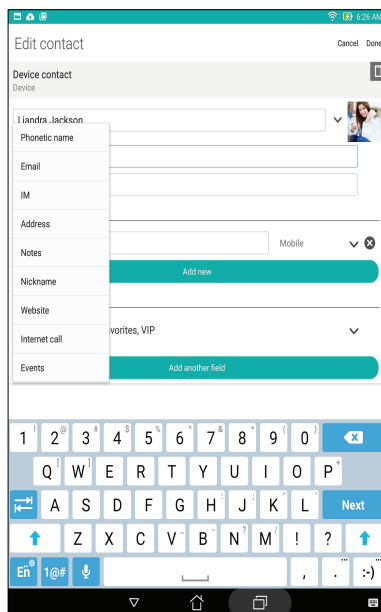 6:26 AM
Edit contact
Cancel Done
Device contact
Device
Liandra Jackson
Phonetic name
Email
IM
Address
Notes
Mobile
Add new
Nickname
Website
vorites, VIP
Internet call
Events
Add another field
1 ! 2 @ 3 # 4 $ 5 % 6 ^ 7 & 8 * 9 ( 0 )
Q [ W ] E R T Y U I O P +
A S D F G H : J ; K " L ' Next
Z X C V - B - N ? M / ! ?
En 1@# , . ... :-) ...